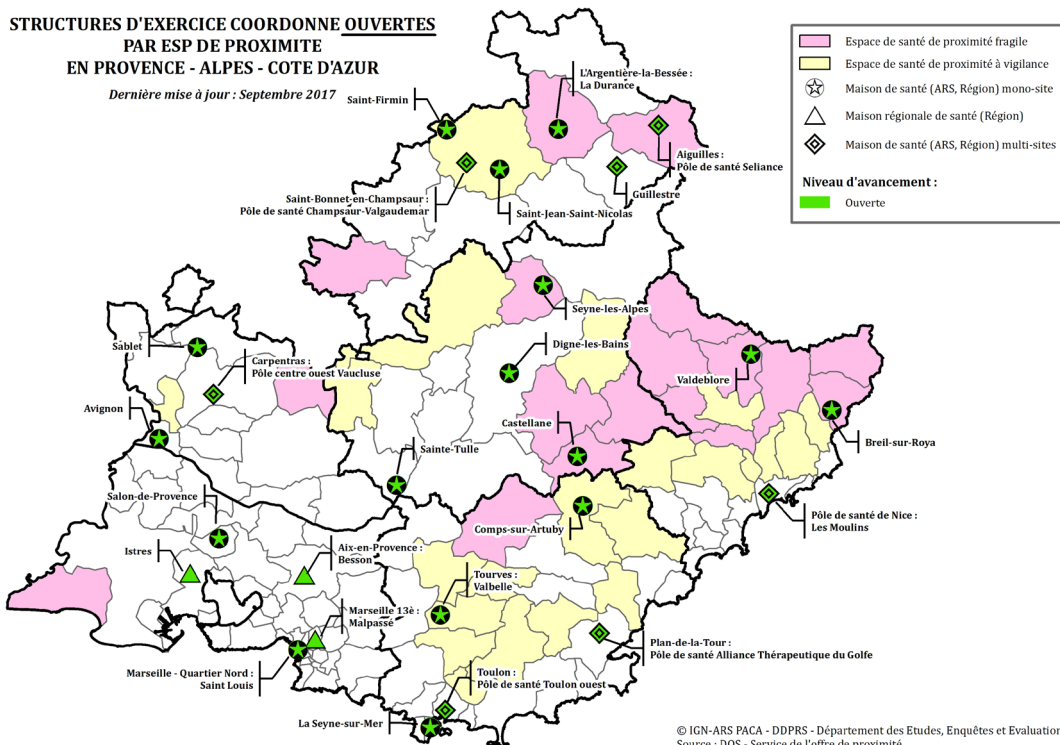 STRUCTURES D'EXERCICE COORDONNE OUVERTES
PAR ESP DE PROXIMITE
EN PROVENCE - ALPES - COTE D'AZUR
Dernière mise à jour : Septembre 2017
Espace de santé de proximité fragile
Espace de santé de proximité à vigilance
Maison de santé (ARS, Région) mono-site
Maison régionale de santé (Région)
Maison de santé (ARS, Région) multi-sites
Niveau d'avancement :
Ouverte
L'Argentière-la-Bessée :
La Durance
Saint-Firmin
Aiguilles :
Pôle de santé Seliance
Guillestre
Saint-Bonnet-en-Champsaur :
Pôle de santé Champsaur-Valgaudemar
Saint-Jean-Saint-Nicolas
Seyne-les-Alpes
Digne-les-Bains
Sablet
Carpentras :
Pôle centre ouest Vaucluse
Valdeblore
Avignon
Castellane
Breil-sur-Roya
Sainte-Tulle
Salon-de-Provence
Comps-sur-Artuby
Pôle de santé de Nice :
Les Moulins
Istres
Aix-en-Provence :
Besson
Tourves :
Valbelle
Marseille 13è :
Malpassé
Plan-de-la-Tour :
Pôle de santé Alliance Thérapeutique du Golfe
Marseille - Quartier Nord :
Saint Louis
Toulon :
Pôle de santé Toulon ouest
La Seyne-sur-Mer
© IGN-ARS PACA - DDPRS - Département des Etudes, Enquêtes et Evaluation
Source : DOS - Service de l'offre de proximité